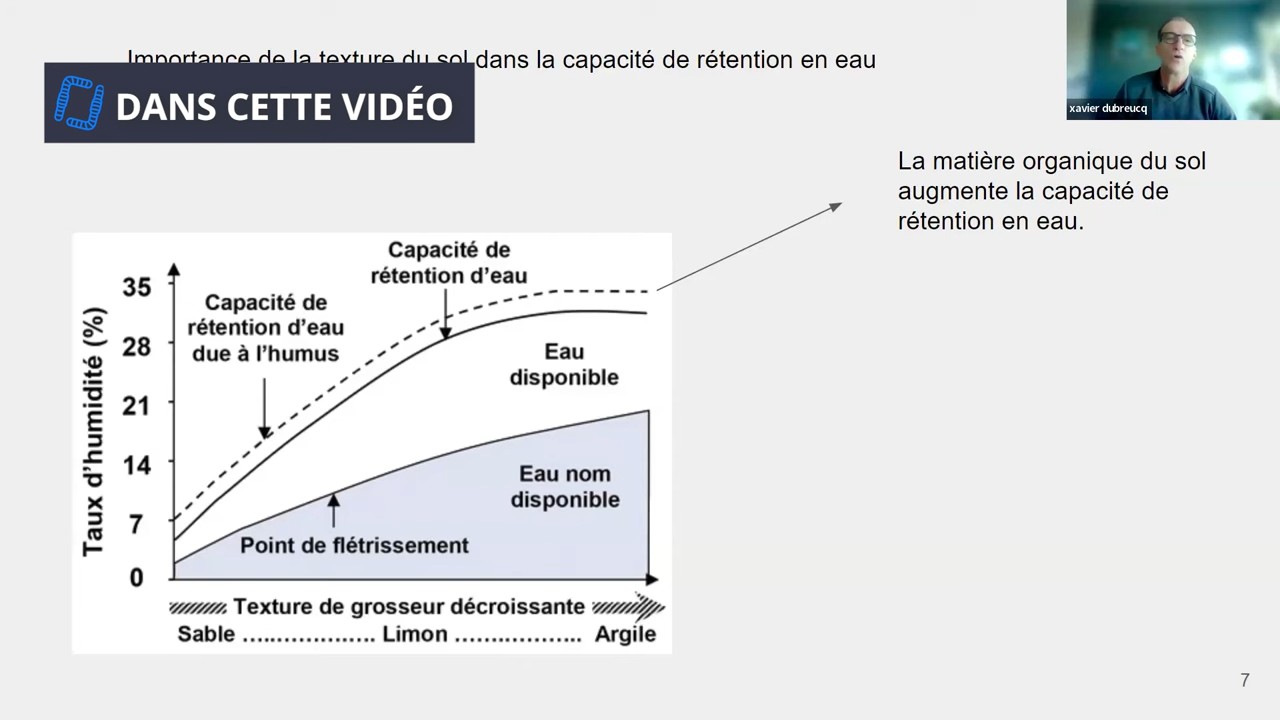 Importance de la texture du sol dans la capacité de rétention en eau
DANS CETTE VIDÉO
xavier dubreucq
La matière organique du sol
augmente la capacité de
rétention en eau.
Capacité de
rétention d'eau
Capacité de
rétention d'eau
due à l'humus
Eau
disponible
Eau nom
disponible
Point de flétrissement
Taux d'humidité (%)
35
28
21
14
7
0
Texture de grosseur décroissante
Sable ................... Limon .................. Argile
7